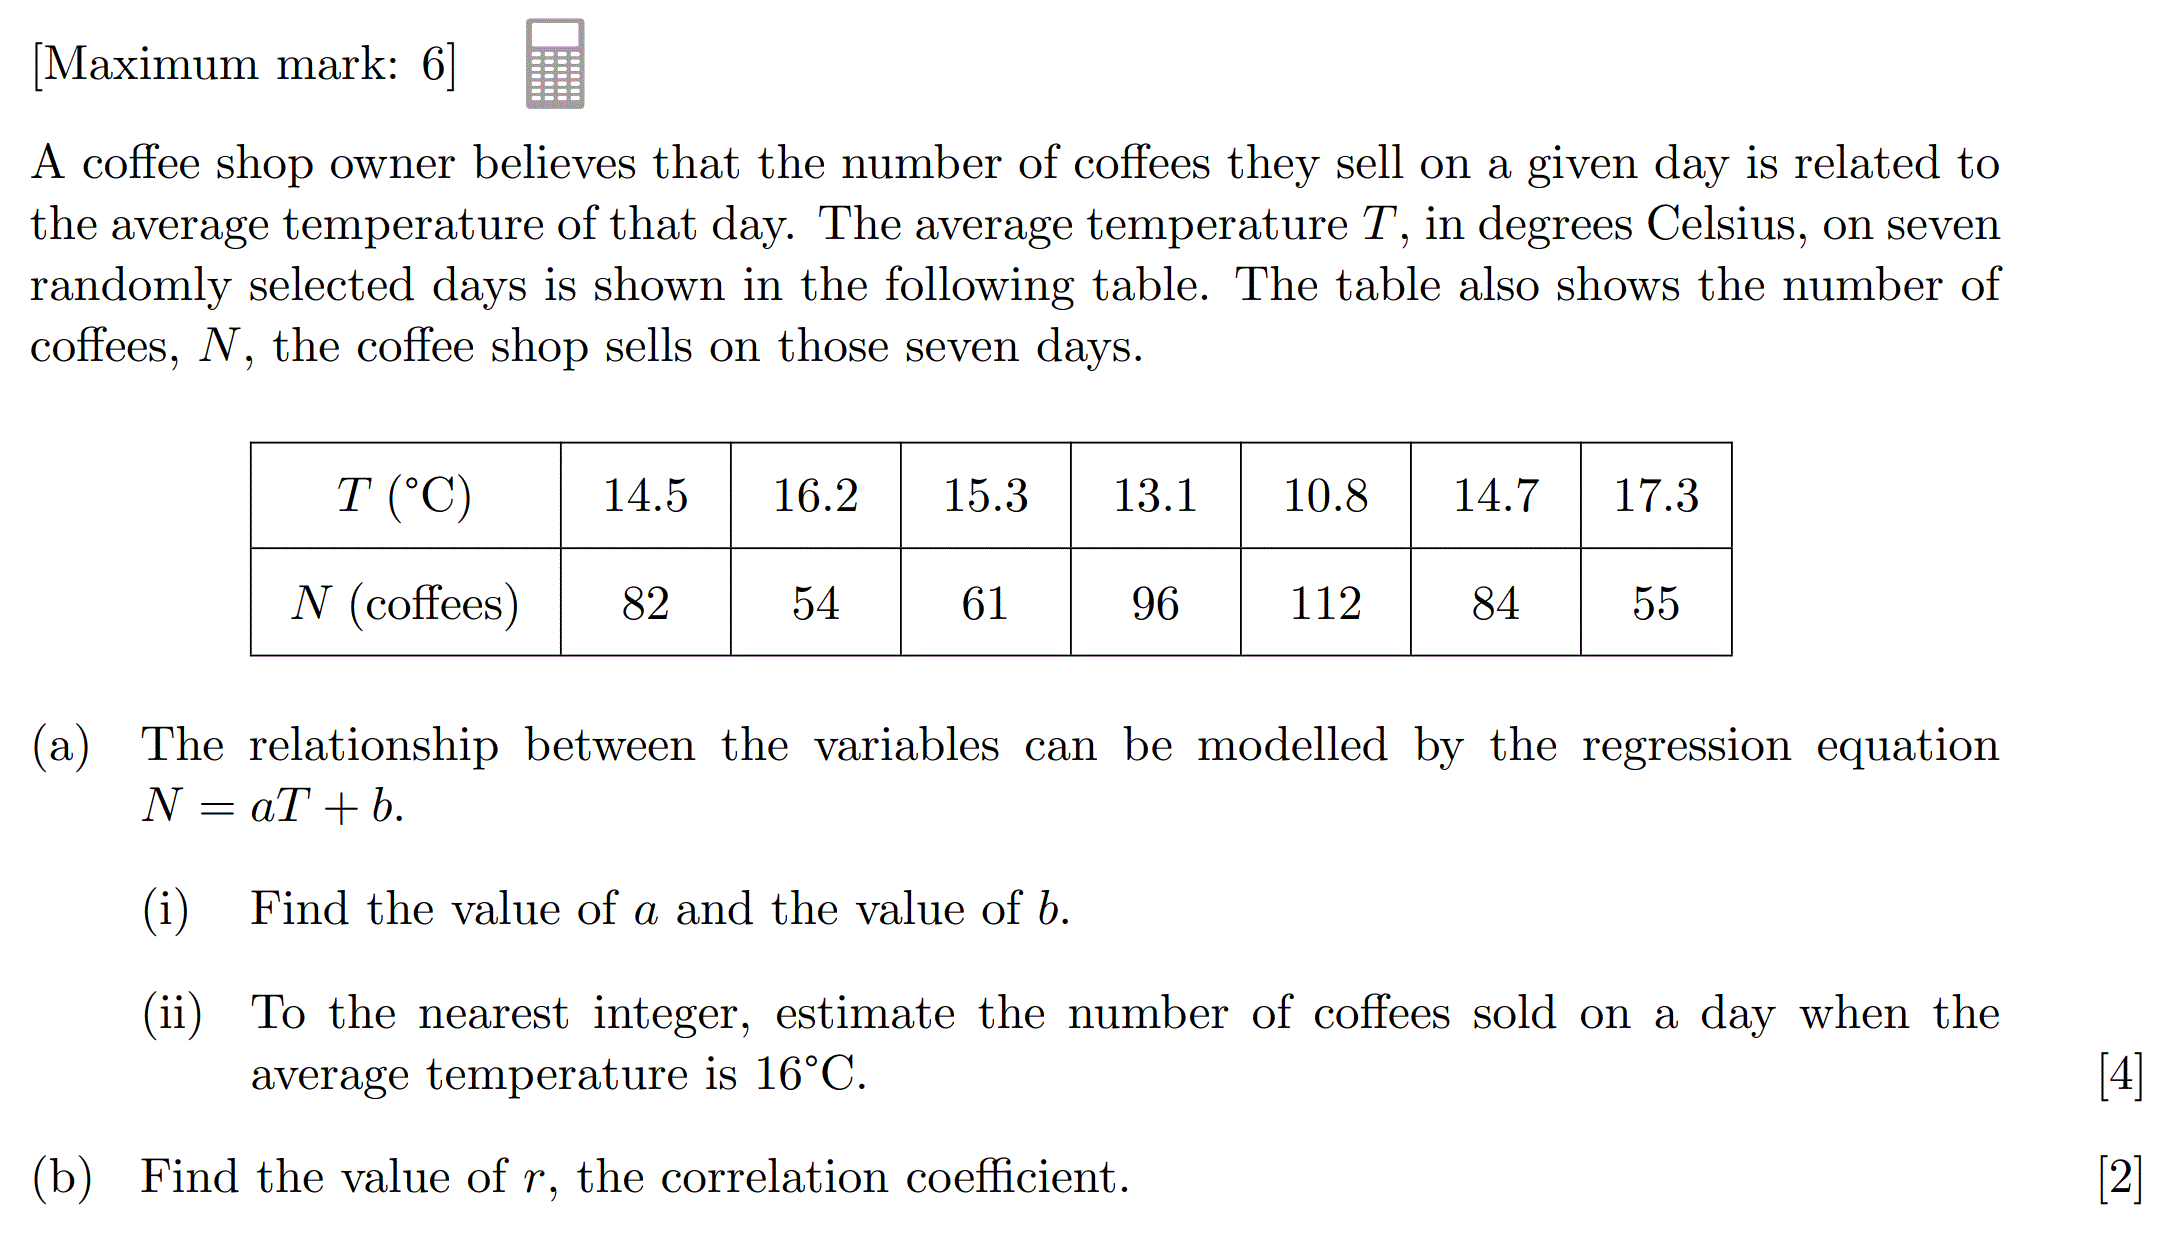 [Maximum mark: 6]
A coffee shop owner believes that the number of coffees they sell on a given day is related to
the average temperature of that day. The average temperature T, in degrees Celsius, on seven
randomly selected days is shown in the following table. The table also shows the number of
coffees, N, the coffee shop sells on those seven days.
T (°C) 14.5 16.2 15.3 13.1 10.8 14.7 17.3
N (coffees) 82 54 61 96 112 84 55
(a) The relationship between the variables can be modelled by the regression equation
N = aT + b.
(i) Find the value of a and the value of b.
(ii) To the nearest integer, estimate the number of coffees sold on a day when the
average temperature is 16°C. [4]
(b) Find the value of r, the correlation coefficient. [2]